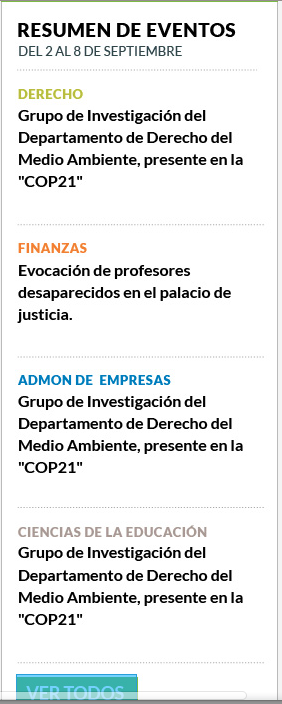 RESUMEN DE EVENTOS
DEL 2 AL 8 DE SEPTIEMBRE
DERECHO
Grupo de Investigación del
Departamento de Derecho del
Medio Ambiente, presente en la
"COP21"
FINANZAS
Evocación de profesores
desaparecidos en el palacio de
justicia.
ADMON DE EMPRESAS
Grupo de Investigación del
Departamento de Derecho del
Medio Ambiente, presente en la
"COP21"
CIENCIAS DE LA EDUCACIÓN
Grupo de Investigación del
Departamento de Derecho del
Medio Ambiente, presente en la
"COP21"
VER TODOS